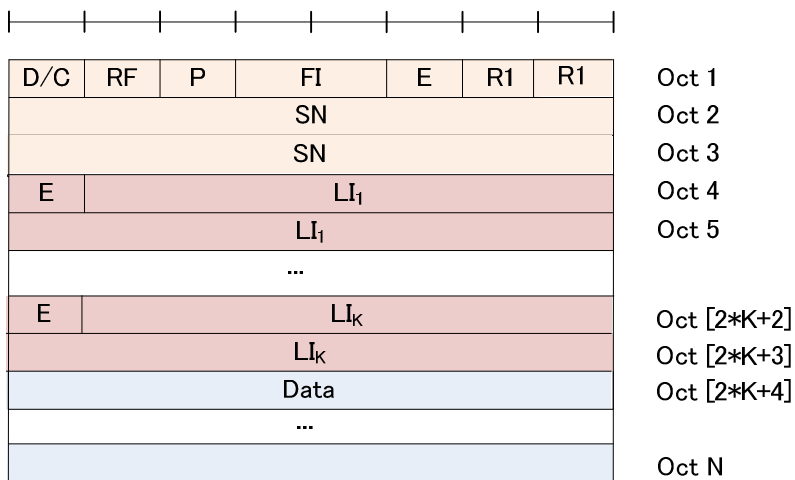 D/C RF P FI E R1 R1 Oct 1
SN Oct 2
SN Oct 3
E LI1 Oct 4
LI1 Oct 5
...
E LIK Oct [2*K+2]
LIK Oct [2*K+3]
Data Oct [2*K+4]
...
Oct N